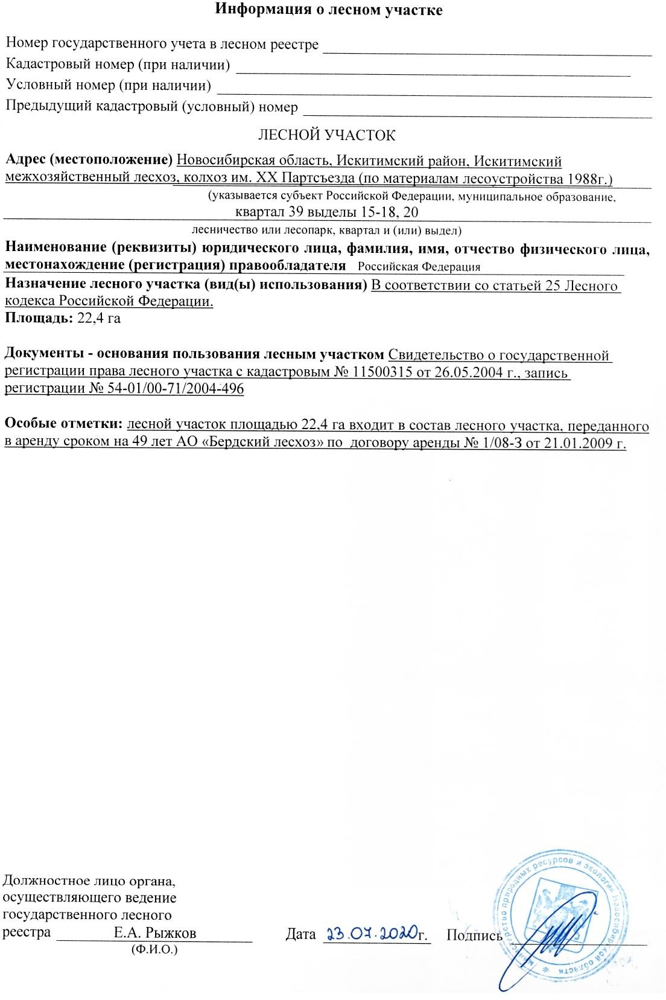 Информация о лесном участке
Номер государственного учета в лесном реестре
Кадастровый номер (при наличии)
Условный номер (при наличии)
Предыдущий кадастровый (условный) номер
ЛЕСНОЙ УЧАСТОК
Адрес (местоположение) Новосибирская область, Искитимский район, Искитимский
межхозяйственный лесхоз, колхоз им. ХХ Партсъезда (по материалам лесоустройства 1988г.)
(указывается субъект Российской Федерации, муниципальное образование,
квартал 39 выделы 15-18, 20
лесничество или лесопарк, квартал и (или) выдел)
Наименование (реквизиты) юридического лица, фамилия, имя, отчество физического лица,
местонахождение (регистрация) правообладателя Российская Федерация
Назначение лесного участка (вид(ы) использования) В соответствии со статьей 25 Лесного
кодекса Российской Федерации.
Площадь: 22,4 га
Документы - основания пользования лесным участком Свидетельство о государственной
регистрации права лесного участка с кадастровым № 11500315 от 26.05.2004 г., запись
регистрации № 54-01/00-71/2004-496
Особые отметки: лесной участок площадью 22,4 га входит в состав лесного участка, переданного
в аренду сроком на 49 лет АО «Бердский лесхоз» по договору аренды № 1/08-З от 21.01.2009 г.
Должностное лицо органа,
осуществляющего ведение
государственного лесного
реестра Е.А. Рыжков Дата 23.07.2020г. Подпись
(Ф.И.О.)
Министерство природных ресурсов и экологии Новосибирской области